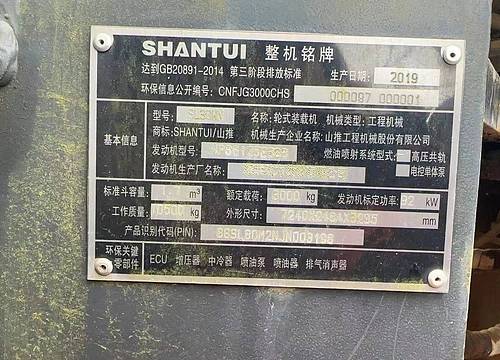 SHANTUI 整机铭牌
达到GB20891-2014 第三阶段排放标准 生产日期: 2019
环保信息公开编号: CNFJG3000CHS 000097 000001
基本信息
型号: 名称: 轮式装载机 机械类型: 工程机械
商标: SHANTUI/山推 机械生产企业名称: 山推工程机械股份有限公司
发动机型号: 燃油喷射系统型式: 高压共轨
发动机生产厂名称: 电控单体泵
标准斗容量: m³ 额定载荷: 3000 kg 发动机标定功率: 92 kW
工作质量: 10500 kg 外形尺寸: mm
产品识别代码(PIN):
环保关键零部件 ECU 增压器 中冷器 喷油泵 喷油器 排气消声器